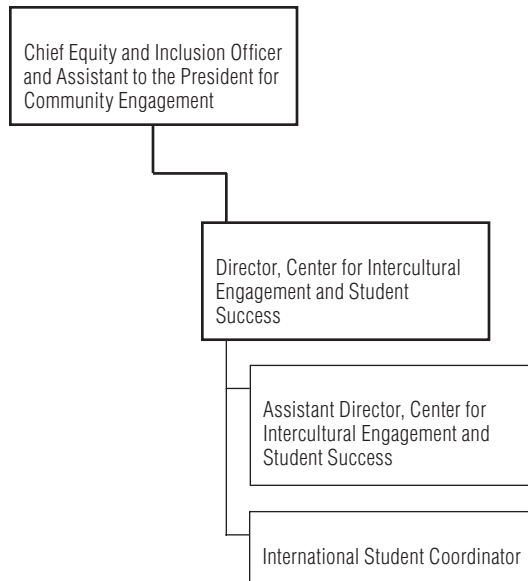 Chief Equity and Inclusion Officer
and Assistant to the President for
Community Engagement
Director, Center for Intercultural
Engagement and Student
Success
Assistant Director, Center for
Intercultural Engagement and
Student Success
International Student Coordinator